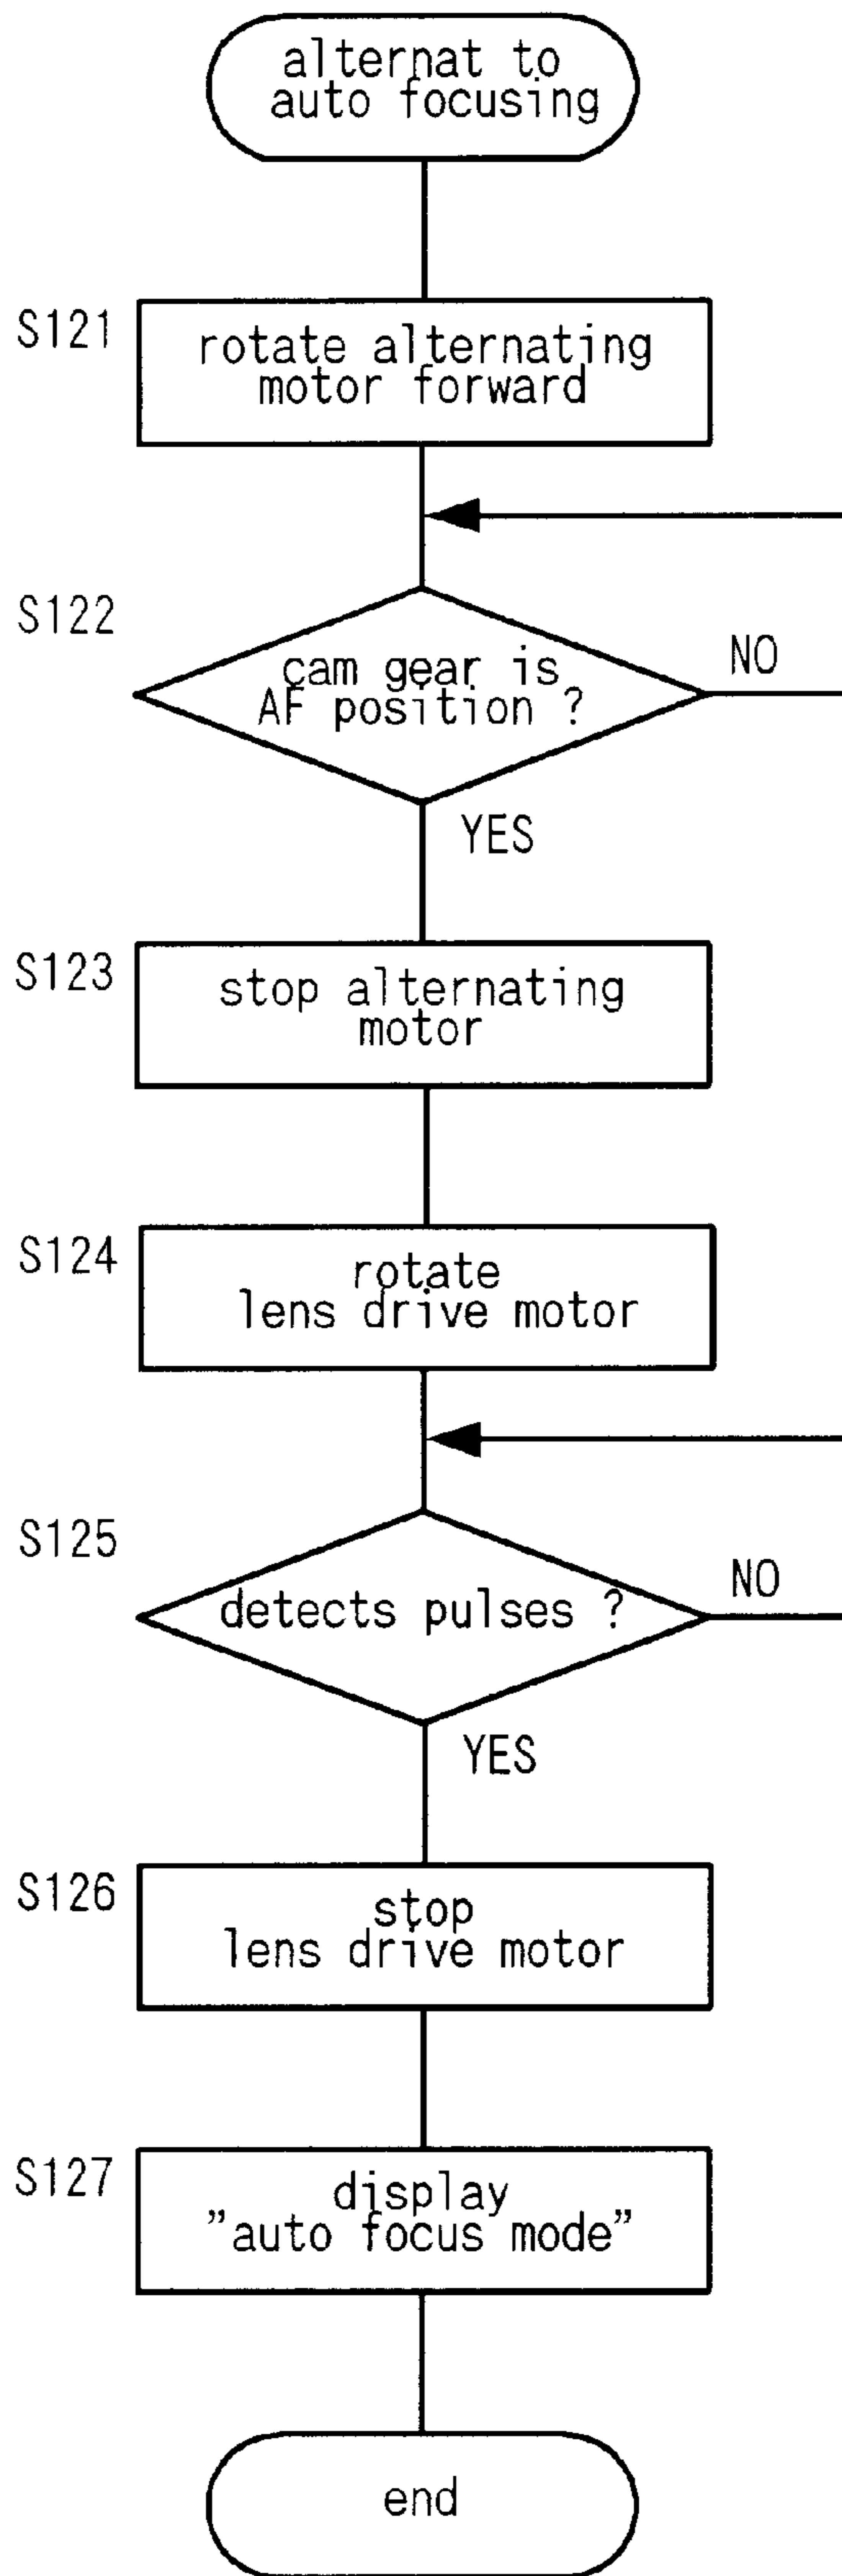 alternat to
auto focusing
S121
rotate alternating
motor forward
S122
cam gear is
AF position ?
NO
YES
S123
stop alternating
motor
S124
rotate
lens drive motor
S125
detects pulses ?
NO
YES
S126
stop
lens drive motor
S127
display
"auto focus mode"
end